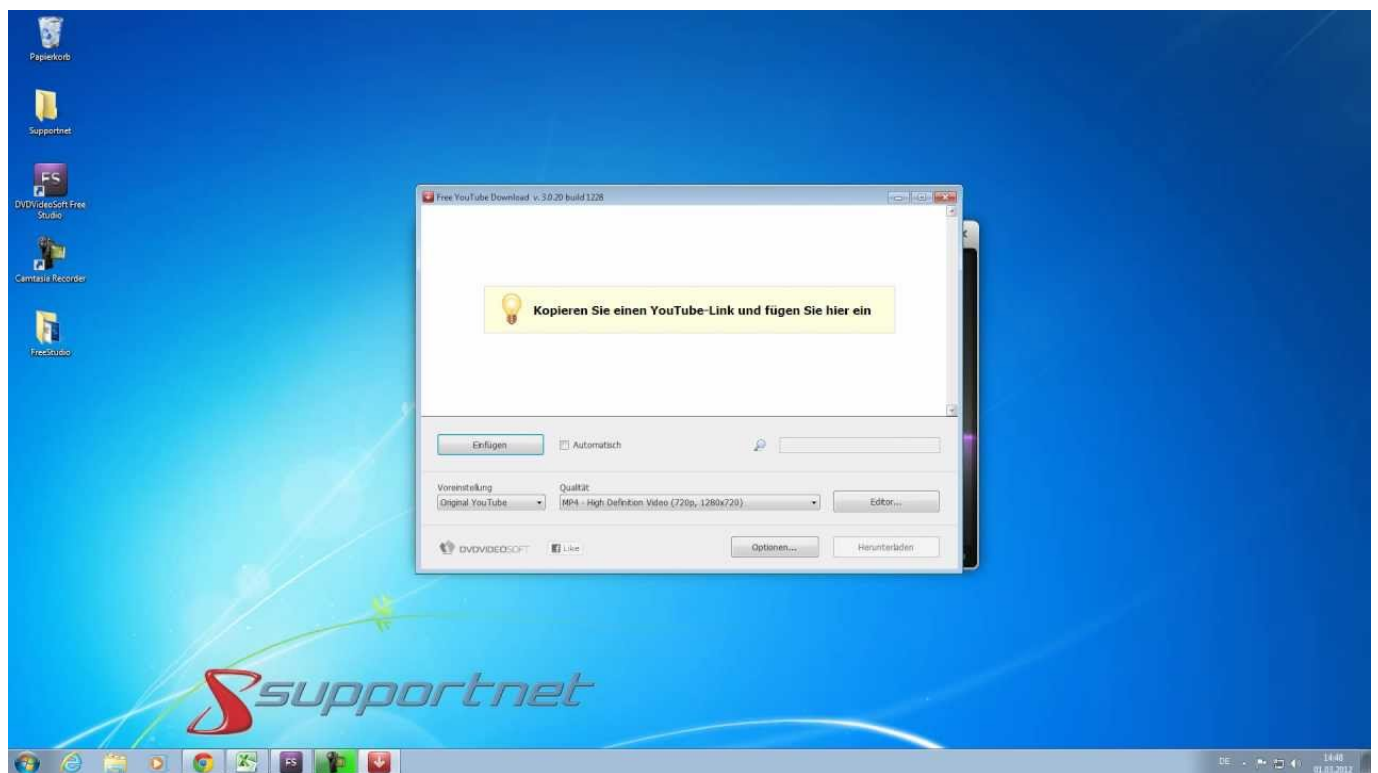 Papierkorb
Supportnet
FS
DVDVideoSoft Free
Studio
Camtasia Recorder
FreeStudio
Free YouTube Download v. 3.0.20 build 1228
Kopieren Sie einen YouTube-Link und fügen Sie hier ein
Einfügen
Automatisch
Voreinstellung
Qualität
Original YouTube
MP4 - High Definition Video (720p, 1280x720)
Editor...
DVDVIDEOSOFT
Like
Optionen...
Herunterladen
supportnet
FS
DE
14:48
01.03.2012